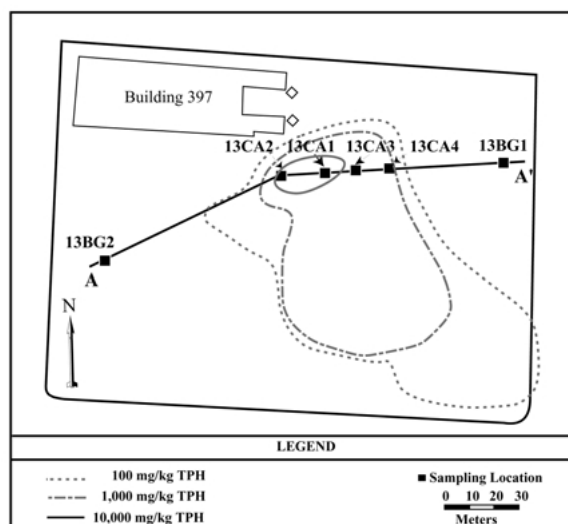 Building 397
13CA2 13CA1 13CA3 13CA4 13BG1
A'
13BG2
A
N
LEGEND
100 mg/kg TPH
1,000 mg/kg TPH
10,000 mg/kg TPH
Sampling Location
0 10 20 30
Meters